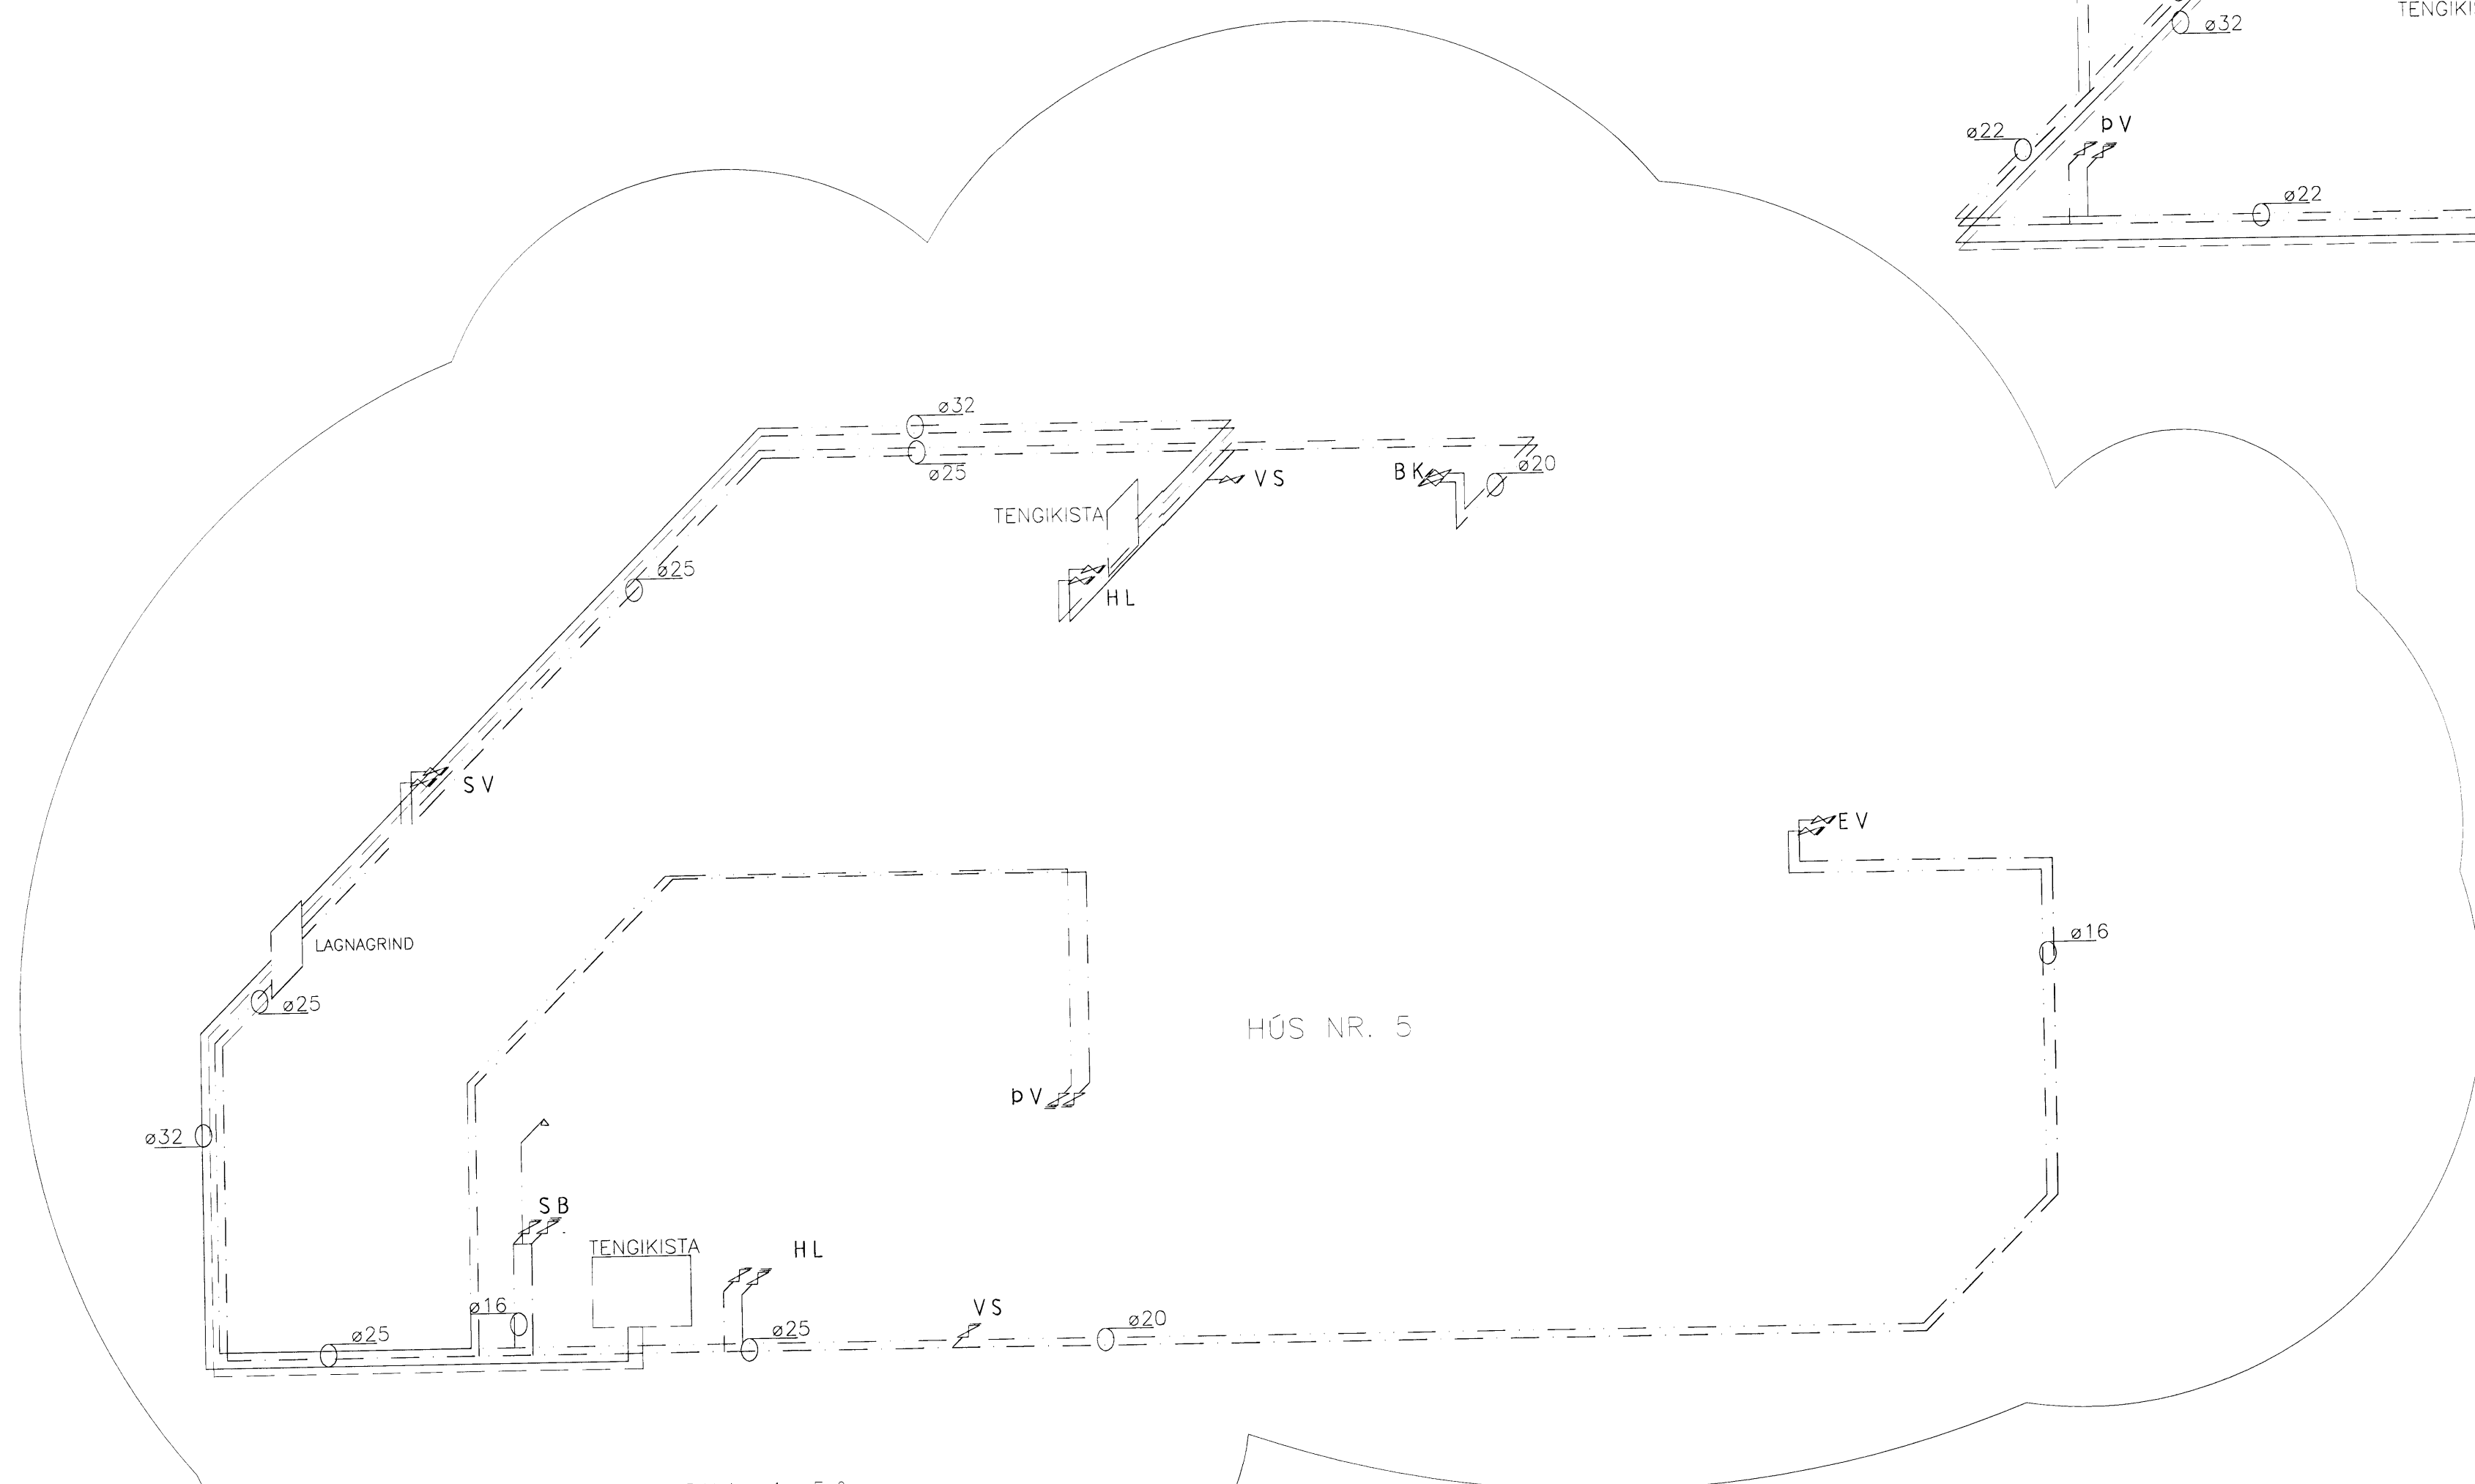 TENGIKI
ø32
ø22
þV
ø22
ø32
ø25
VS
BK
ø20
TENGIKISTA
ø25
HL
SV
EV
ø16
LAGNAGRIND
ø25
HÚS NR. 5
þV
ø32
SB
TENGIKISTA
HL
ø16
VS
ø25
ø25
ø20